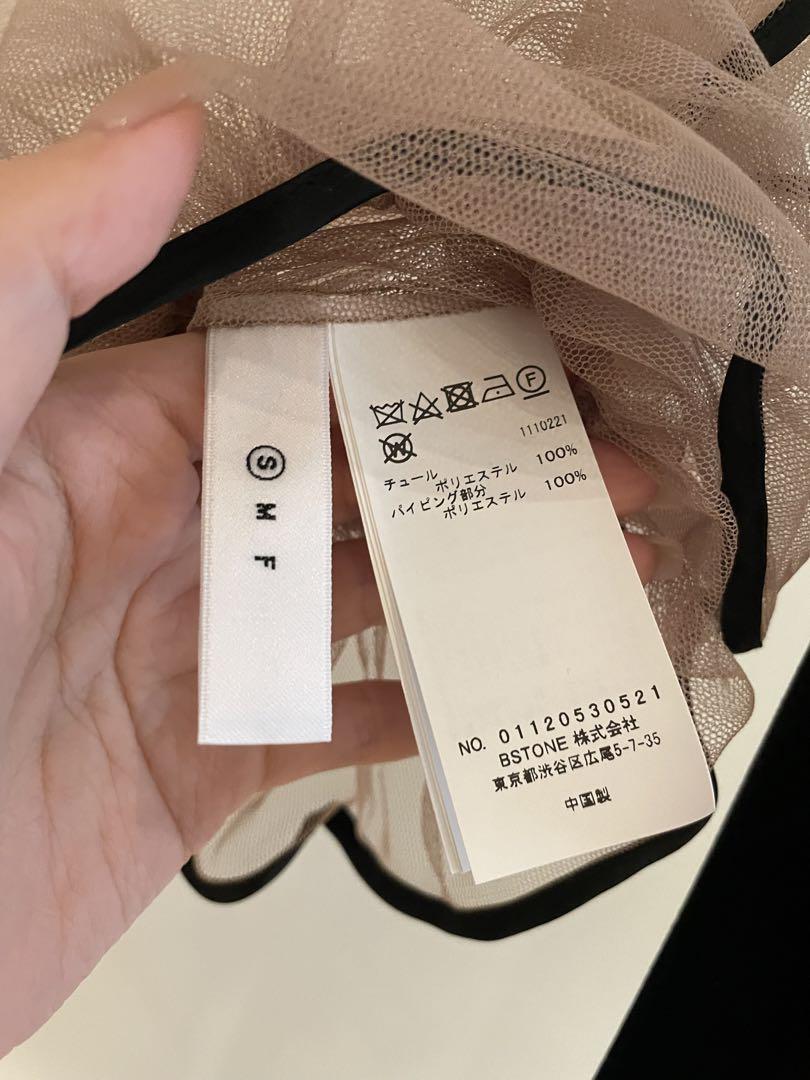 S
M
F
F
W
1110221
チュール
ポリエステル 100%
パイピング部分
ポリエステル 100%
NO. 01120530521
BSTONE 株式会社
東京都渋谷区広尾5-7-35
中国製